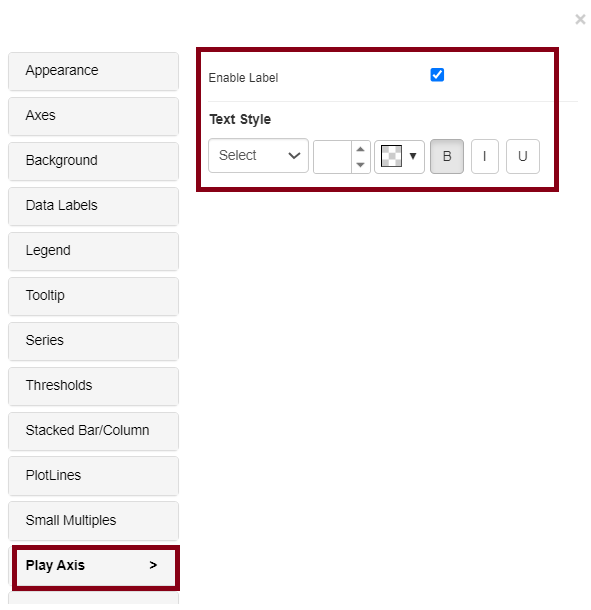 ×
Appearance
Axes
Background
Data Labels
Legend
Tooltip
Series
Thresholds
Stacked Bar/Column
PlotLines
Small Multiples
Play Axis >
Enable Label
Text Style
Select B I U